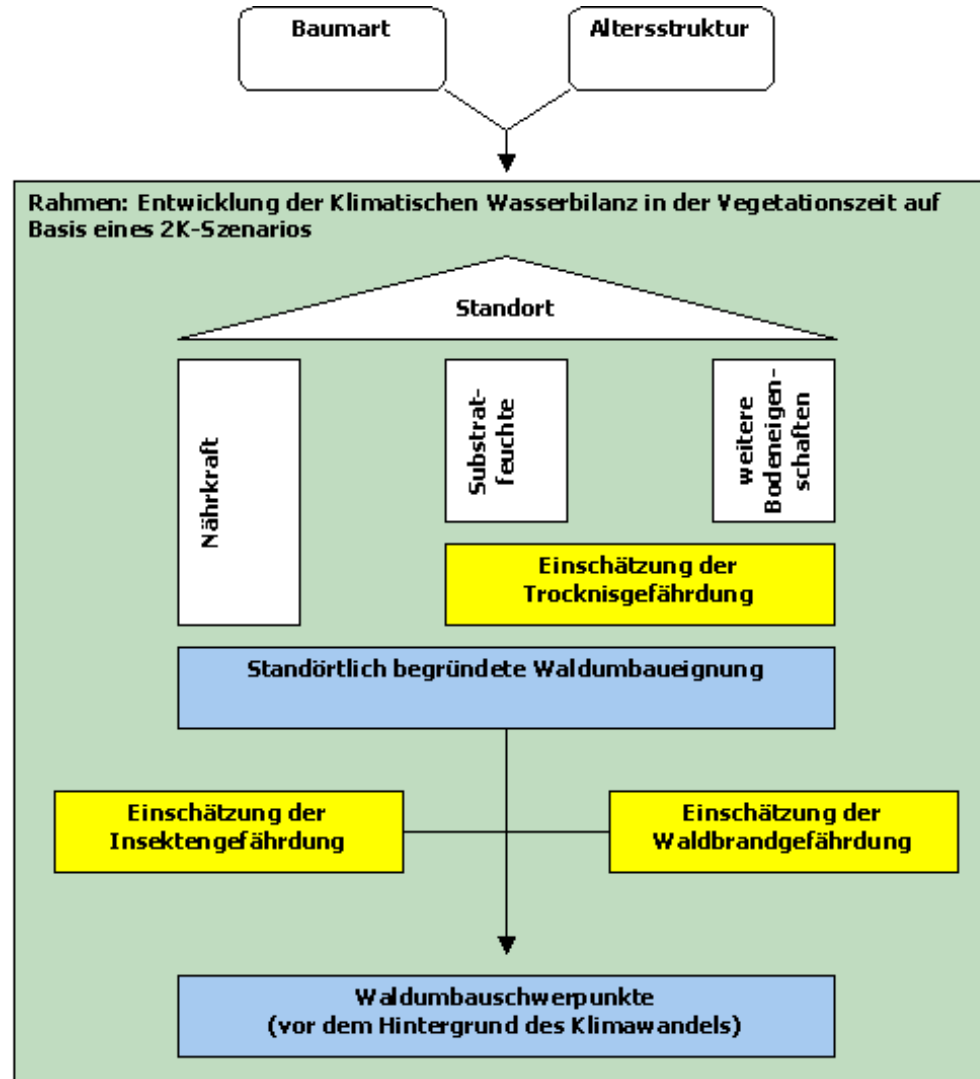 Baumart
Altersstruktur
Rahmen: Entwicklung der Klimatischen Wasserbilanz in der Vegetationszeit auf
Basis eines 2K-Szenarios
Standort
Nährkraft
Substrat-
feuchte
weitere
Bodeneigen-
schaften
Einschätzung der
Trocknisgefährdung
Standörtlich begründete Waldumbaueignung
Einschätzung der
Insektengefährdung
Einschätzung der
Waldbrandgefährdung
Waldumbauschwerpunkte
(vor dem Hintergrund des Klimawandels)